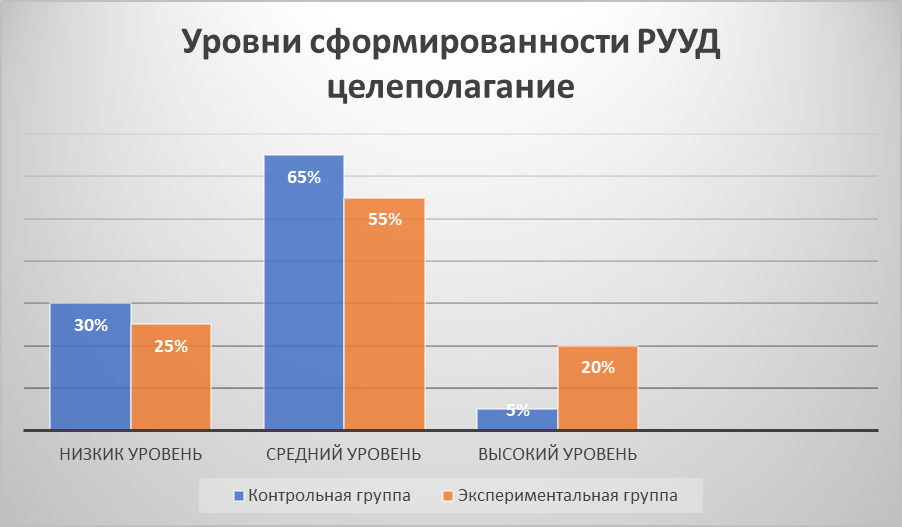 Уровни сформированности РУУД
целеполагание
65%
55%
30%
25%
20%
5%
НИЗКИК УРОВЕНЬ СРЕДНИЙ УРОВЕНЬ ВЫСОКИЙ УРОВЕНЬ
Контрольная группа Экспериментальная группа